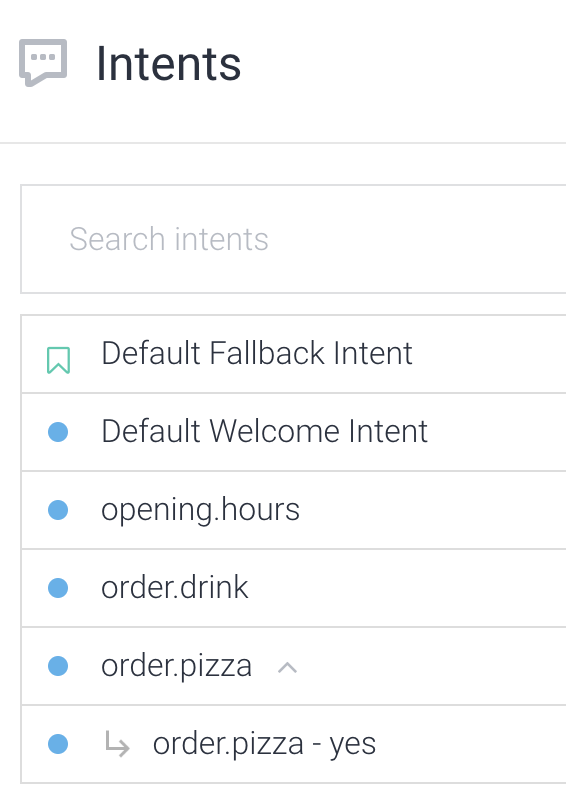 Intents
Search intents
Default Fallback Intent
Default Welcome Intent
opening.hours
order.drink
order.pizza
order.pizza - yes